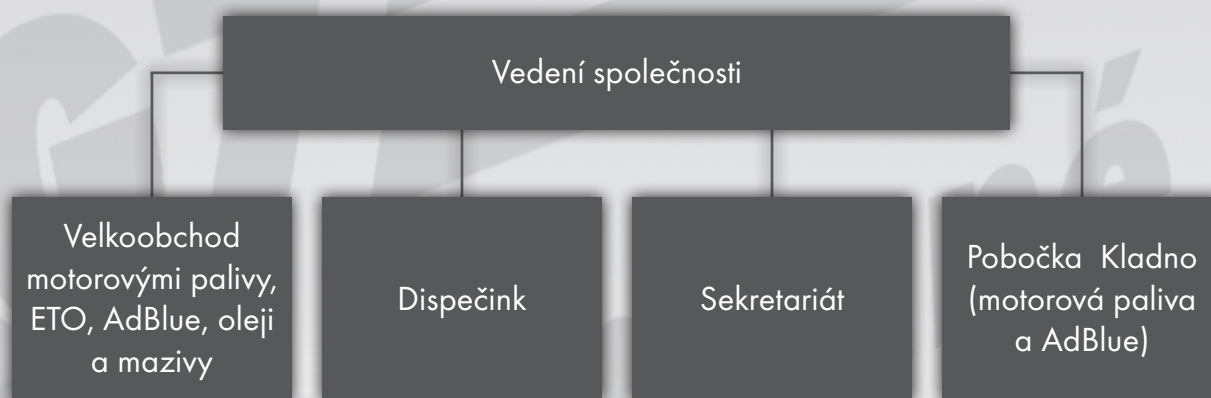 Vedení společnosti
Velkoobchod
motorovými palivy,
ETO, AdBlue, oleji
a mazivy
Dispečink
Sekretariát
Pobočka Kladno
(motorová paliva
a AdBlue)